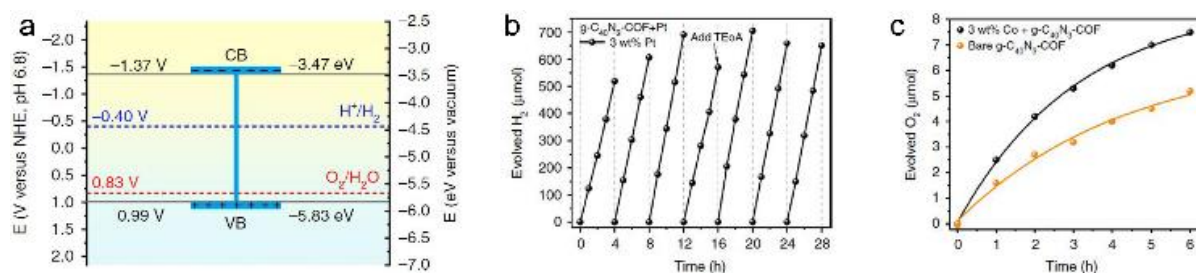 a
E (V versus NHE, pH 6.8)
−2.0
−1.5
−1.0
−0.5
0.0
0.5
1.0
1.5
2.0
−1.37 V
CB
−3.47 eV
−0.40 V
H⁺/H₂
0.83 V
O₂/H₂O
0.99 V
VB
−5.83 eV
−2.5
−3.0
−3.5
−4.0
−4.5
−5.0
−5.5
−6.0
−6.5
−7.0
E (eV versus vacuum)
b
Evolved H₂ (μmol)
700
600
500
400
300
200
100
0
g-C₄₀N₃-COF+Pt
3 wt% Pt
Add TEoA
0 4 8 12 16 20 24 28
Time (h)
c
Evolved O₂ (μmol)
8
7
6
5
4
3
2
1
0
3 wt% Co + g-C₄₀N₃-COF
Bare g-C₄₀N₃-COF
0 1 2 3 4 5 6
Time (h)